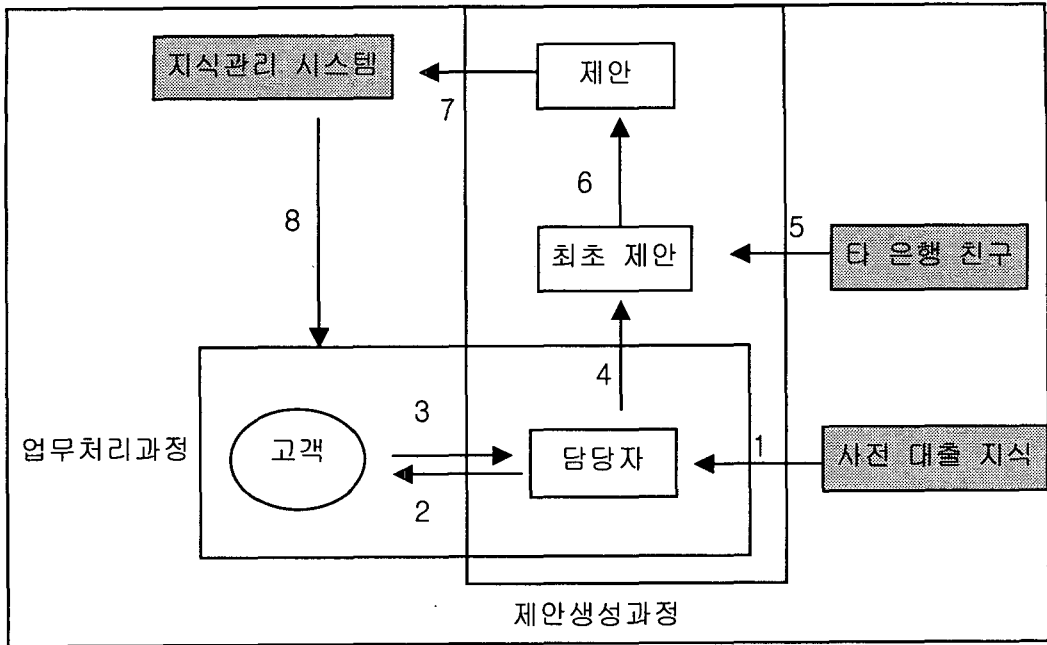 지식관리 시스템
제안
7
6
8
5
최초 제안
타 은행 친구
4
3
업무처리과정
고객
담당자
1
사전 대출 지식
2
제안생성과정